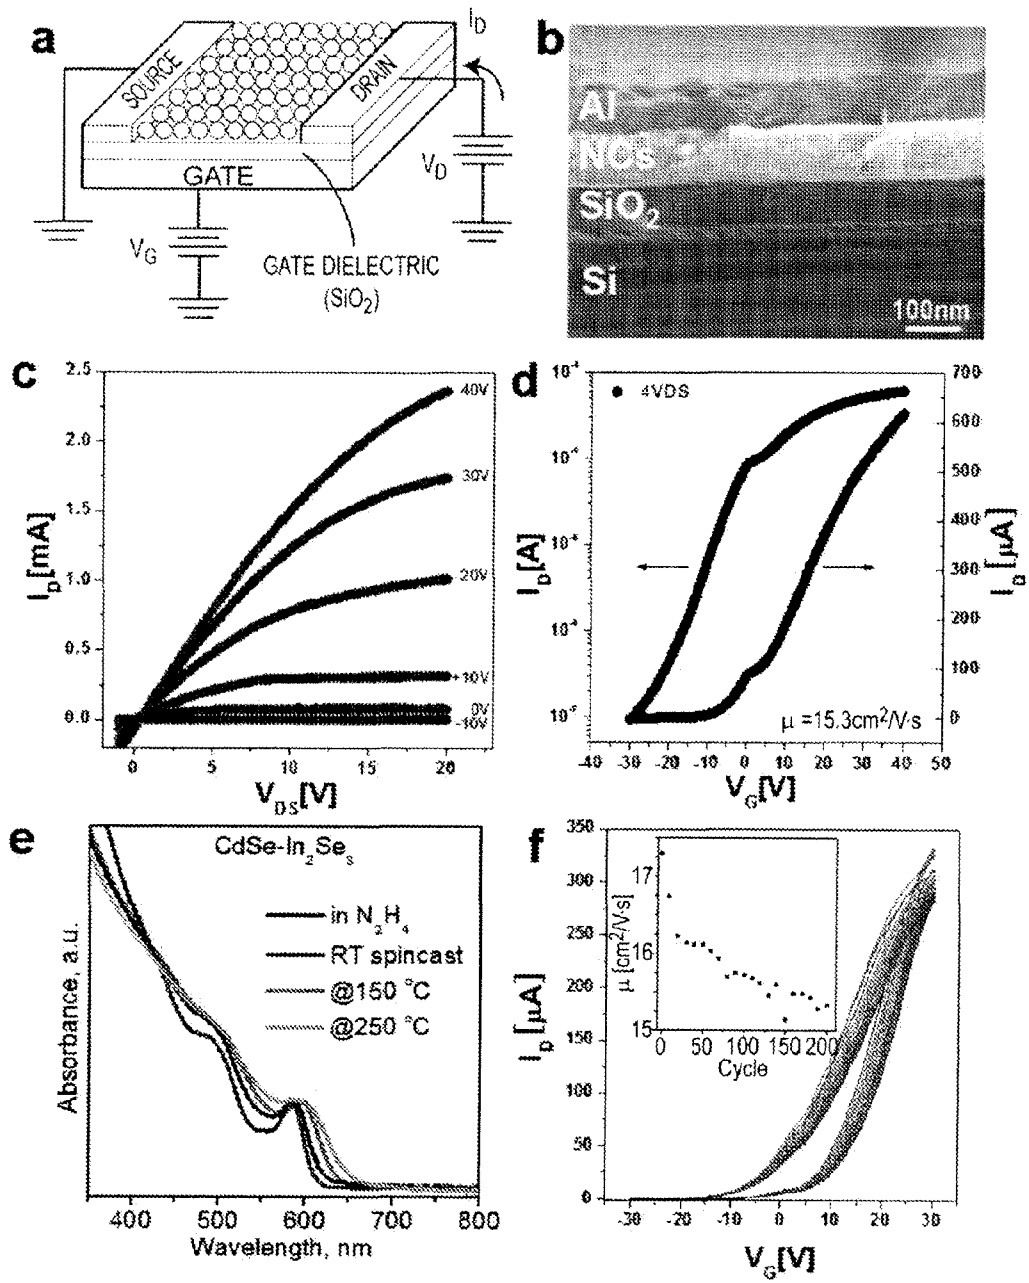 a
SOURCE
DRAIN
I_D
V_D
GATE
V_G
GATE DIELECTRIC
(SiO₂)
b
Al
NCs
SiO₂
Si
100nm
c
2.5
2.0
1.5
1.0
0.5
0.0
I_D[mA]
40V
30V
20V
+10V
0V
-10V
0 5 10 15 20
V_DS[V]
d
4VDS
I_D[A]
700
600
500
400
300
200
100
0
I_D[µA]
µ =15.3cm²/V·s
-40 -30 -20 -10 0 10 20 30 40 50
V_G[V]
e
CdSe-In₂Se₃
in N₂H₄
RT spincast
@150 °C
@250 °C
Absorbance, a.u.
400 500 600 700 800
Wavelength, nm
f
350
300
250
200
150
100
50
0
I_D[µA]
17
16
15
µ [cm²/V·s]
0 50 100 150 200
Cycle
-30 -20 -10 0 10 20 30
V_G[V]